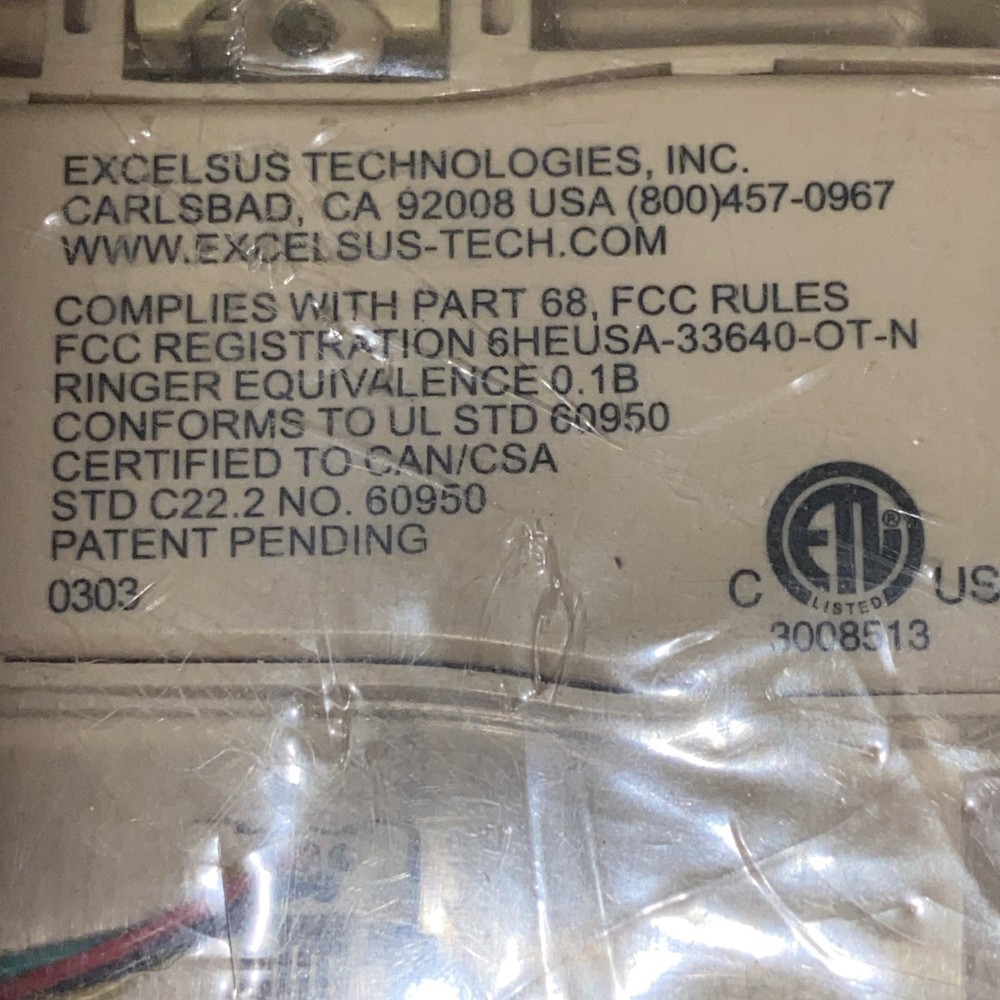 EXCELSUS TECHNOLOGIES, INC.
CARLSBAD, CA 92008 USA (800)457-0967
WWW.EXCELSUS-TECH.COM
COMPLIES WITH PART 68, FCC RULES
FCC REGISTRATION 6HEUSA-33640-OT-N
RINGER EQUIVALENCE 0.1B
CONFORMS TO UL STD 60950
CERTIFIED TO CAN/CSA
STD C22.2 NO. 60950
PATENT PENDING
0303
C ETL ® US
LISTED
3008513